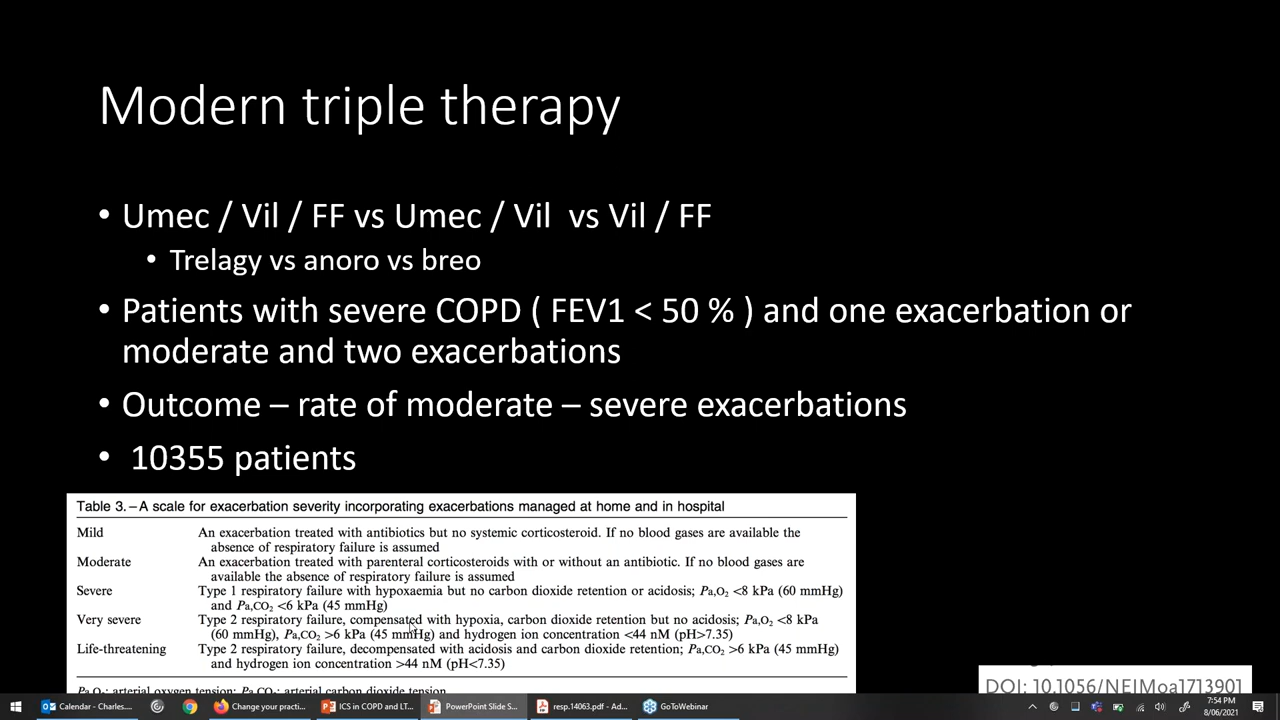 Modern triple therapy
• Umec / Vil / FF vs Umec / Vil vs Vil / FF
• Trelagy vs anoro vs breo
• Patients with severe COPD ( FEV1 < 50 % ) and one exacerbation or
moderate and two exacerbations
• Outcome – rate of moderate – severe exacerbations
• 10355 patients
Table 3. – A scale for exacerbation severity incorporating exacerbations managed at home and in hospital
Mild An exacerbation treated with antibiotics but no systemic corticosteroid. If no blood gases are available the
absence of respiratory failure is assumed
Moderate An exacerbation treated with parenteral corticosteroids with or without an antibiotic. If no blood gases are
available the absence of respiratory failure is assumed
Severe Type 1 respiratory failure with hypoxaemia but no carbon dioxide retention or acidosis; Pa,O₂ <8 kPa (60 mmHg)
and Pa,CO₂ <6 kPa (45 mmHg)
Very severe Type 2 respiratory failure, compensated with hypoxia, carbon dioxide retention but no acidosis; Pa,O₂ <8 kPa
(60 mmHg), Pa,CO₂ >6 kPa (45 mmHg) and hydrogen ion concentration <44 nM (pH>7.35)
Life-threatening Type 2 respiratory failure, decompensated with acidosis and carbon dioxide retention; Pa,CO₂ >6 kPa (45 mmHg)
and hydrogen ion concentration >44 nM (pH<7.35)
Pa,O₂: arterial oxygen tension; Pa,CO₂: arterial carbon dioxide tension
DOI: 10.1056/NEJMoa1713901
Calendar - Charles....
Change your practi...
ICS in COPD and LT...
PowerPoint Slide S...
resp.14063.pdf - Ad...
GoToWebinar
7:54 PM
8/06/2021